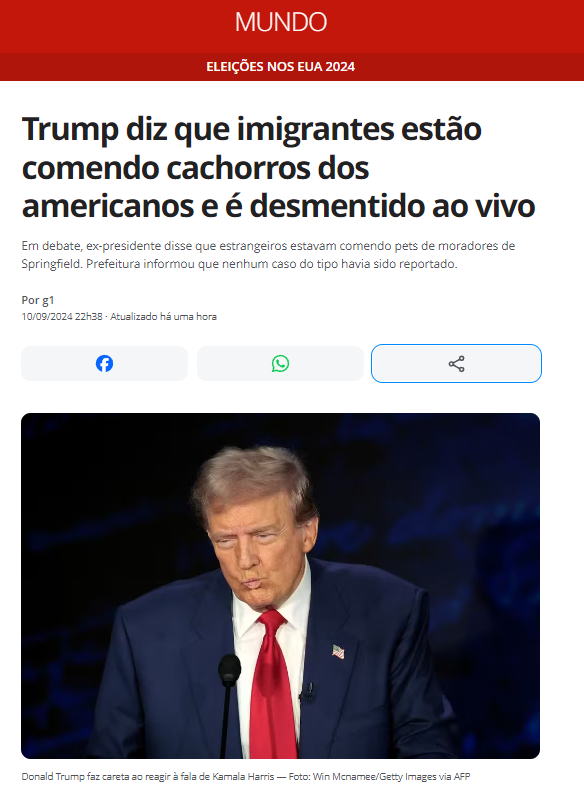 MUNDO
ELEIÇÕES NOS EUA 2024
Trump diz que imigrantes estão
comendo cachorros dos
americanos e é desmentido ao vivo
Em debate, ex-presidente disse que estrangeiros estavam comendo pets de moradores de
Springfield. Prefeitura informou que nenhum caso do tipo havia sido reportado.
Por g1
10/09/2024 22h38 · Atualizado há uma hora
Donald Trump faz careta ao reagir à fala de Kamala Harris — Foto: Win Mcnamee/Getty Images via AFP